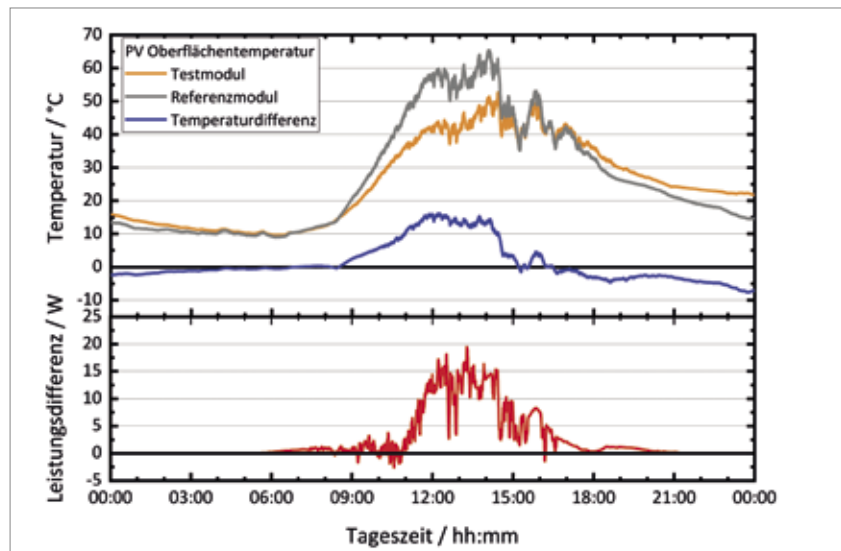 70
60
50
40
30
20
10
0
-10
Temperatur / °C
PV Oberflächentemperatur
Testmodul
Referenzmodul
Temperaturdifferenz
25
20
15
10
5
0
-5
Leistungsdifferenz / W
00:00 03:00 06:00 09:00 12:00 15:00 18:00 21:00 00:00
Tageszeit / hh:mm